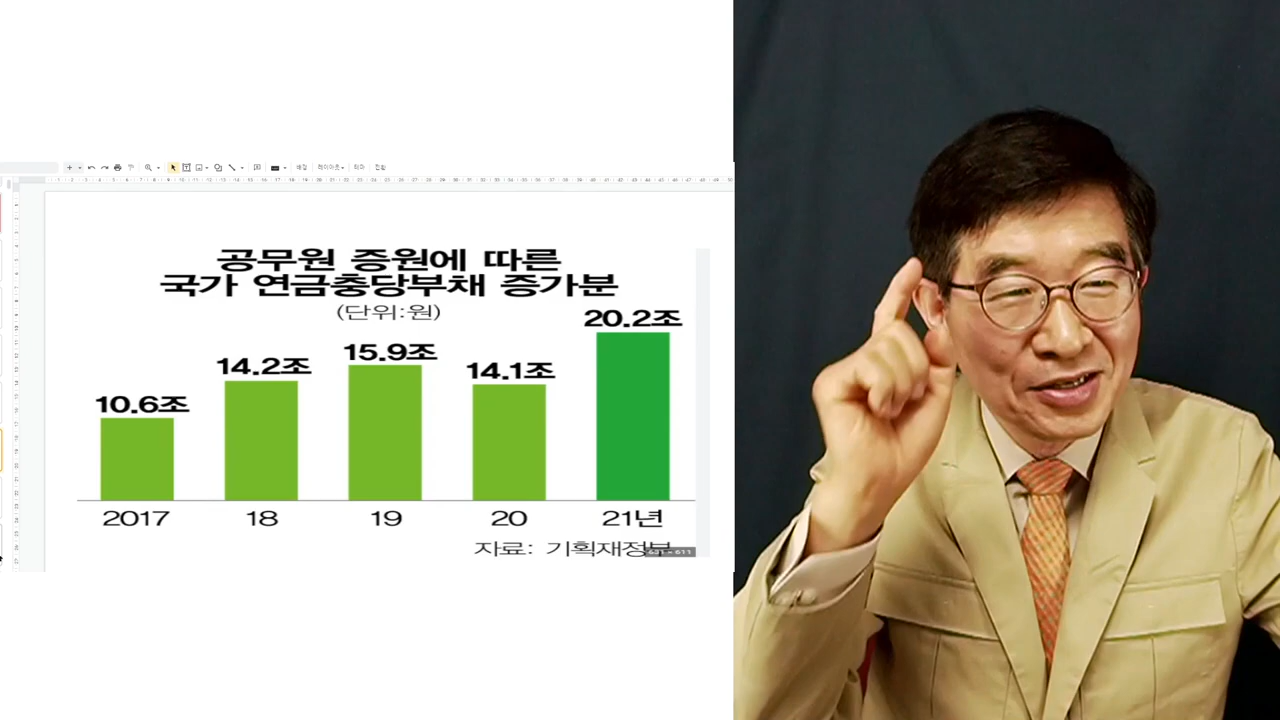 공무원 증원에 따른
국가 연금충당부채 증가분
(단위:원)
10.6조
14.2조
15.9조
14.1조
20.2조
2017
18
19
20
21년
자료: 기획재정부